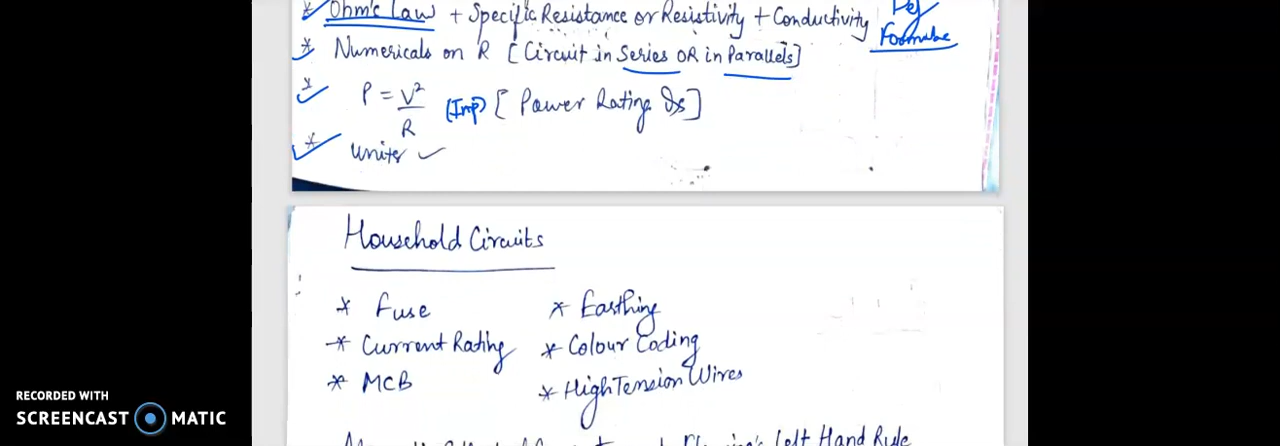 * Ohm's Law + Specific Resistance or Resistivity + Conductivity
Formulae
* Numericals on R [Circuit in Series OR in Parallels]
* P = V²/R (Imp) [Power Rating Is]
* Units ✓
Household Circuits
* Fuse * Earthing
* Current Rating * Colour Coding
* MCB * High Tension Wires
Left Hand Rule
RECORDED WITH
SCREENCAST MATIC